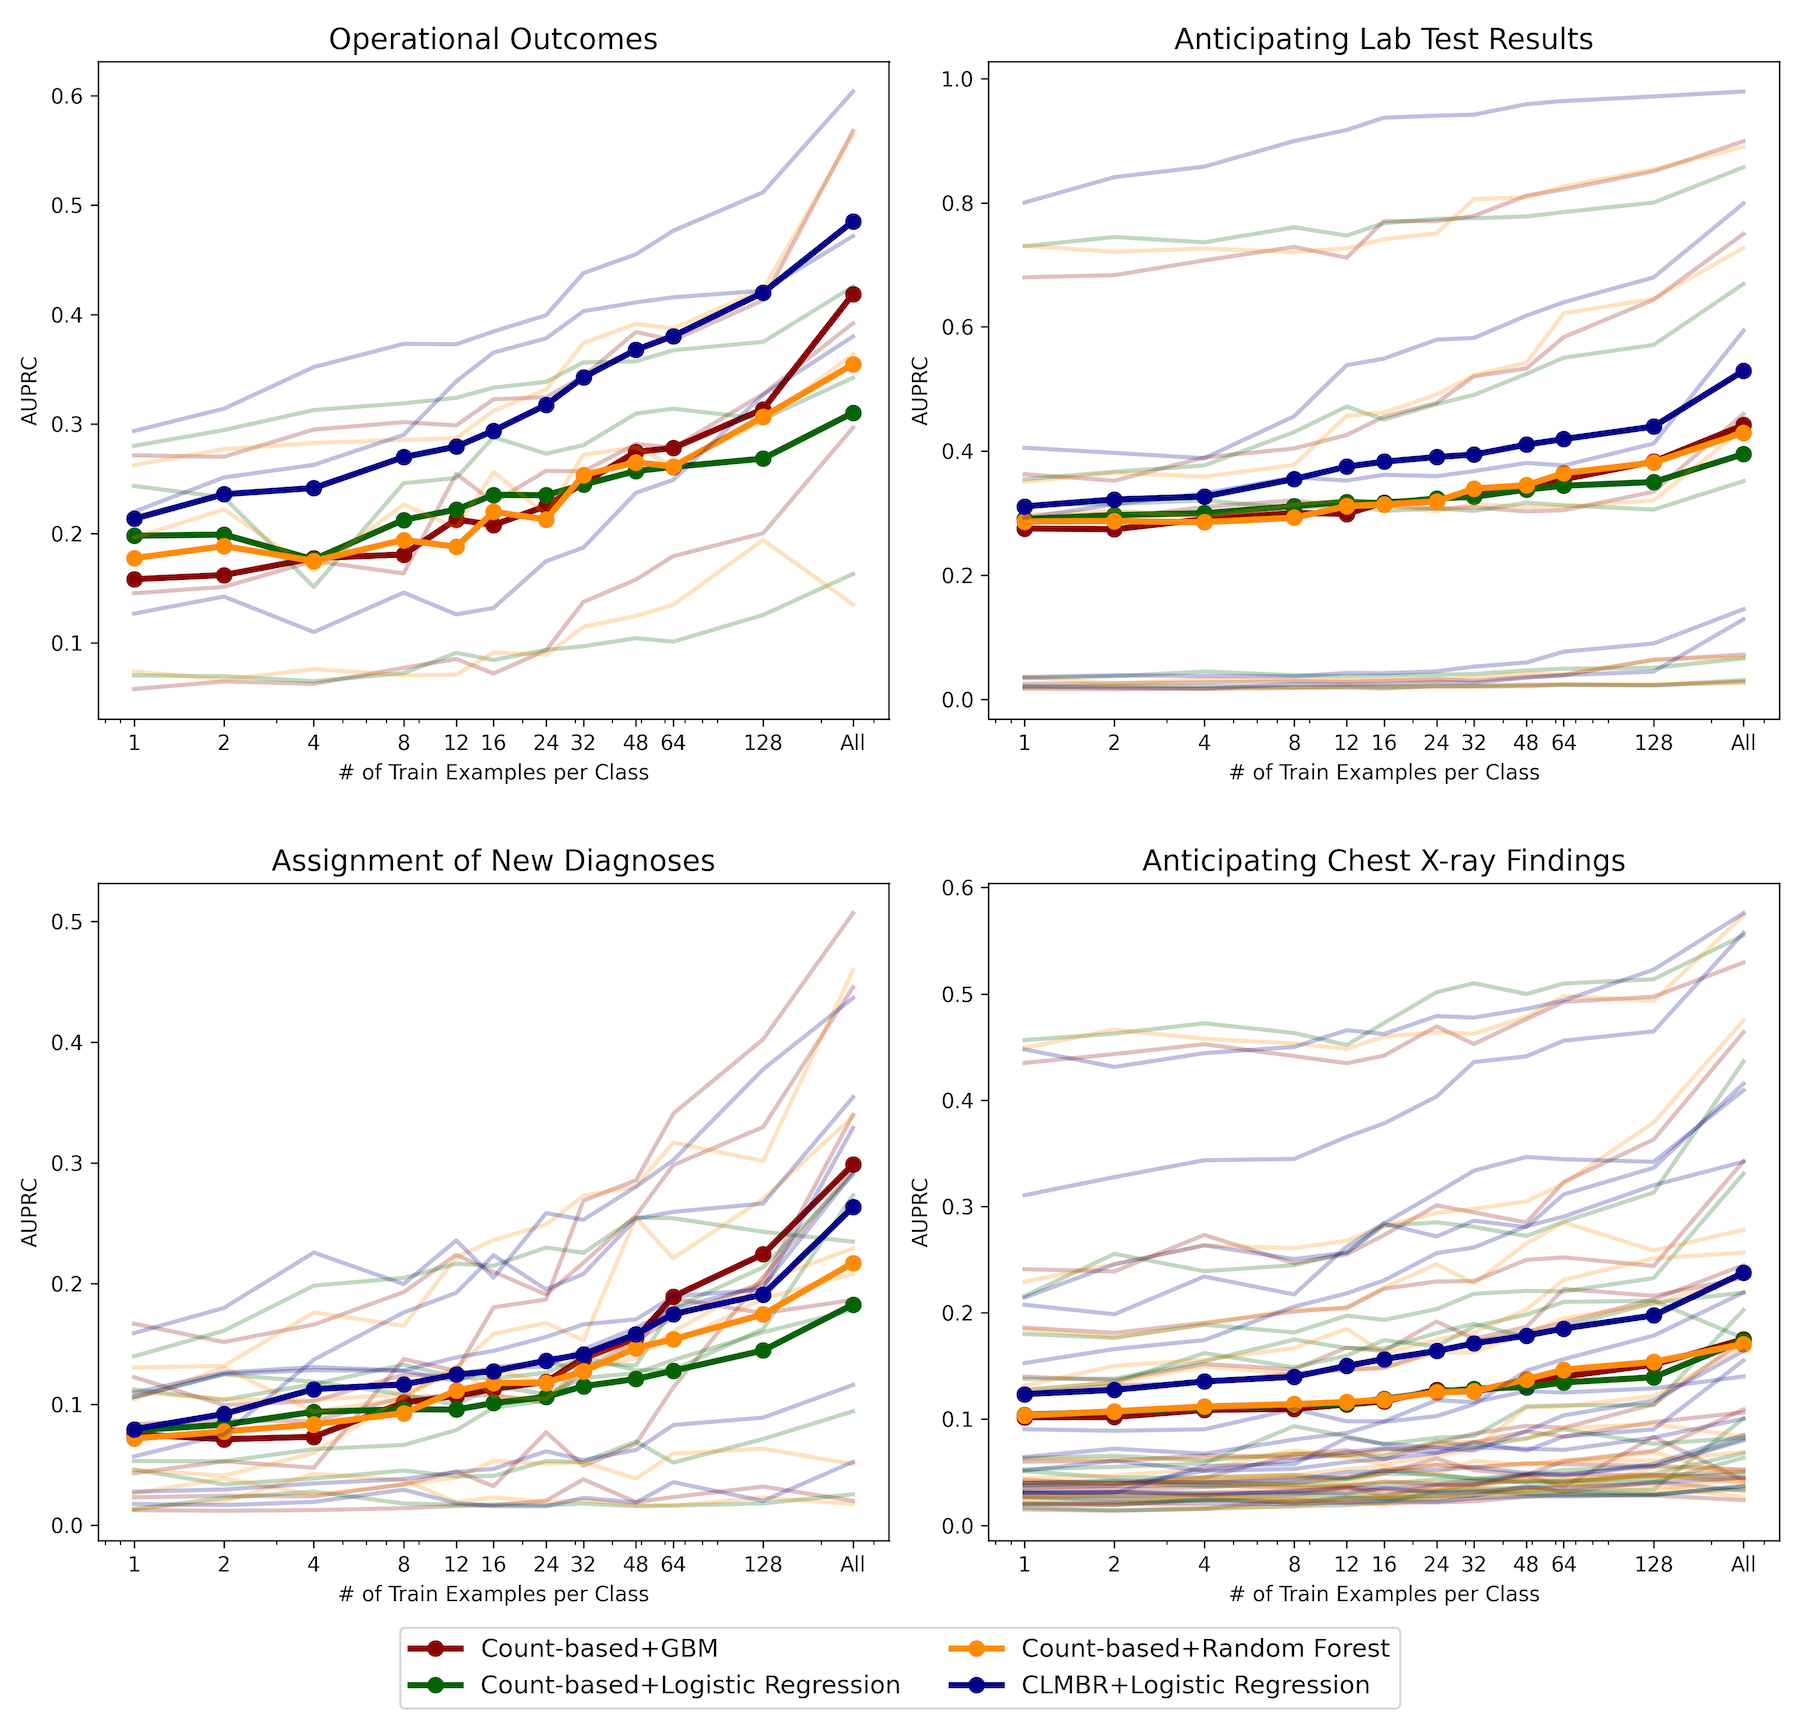 Operational Outcomes
AUPRC
0.6
0.5
0.4
0.3
0.2
0.1
1 2 4 8 12 16 24 32 48 64 128 All
# of Train Examples per Class
Anticipating Lab Test Results
AUPRC
1.0
0.8
0.6
0.4
0.2
0.0
1 2 4 8 12 16 24 32 48 64 128 All
# of Train Examples per Class
Assignment of New Diagnoses
AUPRC
0.5
0.4
0.3
0.2
0.1
0.0
1 2 4 8 12 16 24 32 48 64 128 All
# of Train Examples per Class
Anticipating Chest X-ray Findings
AUPRC
0.6
0.5
0.4
0.3
0.2
0.1
0.0
1 2 4 8 12 16 24 32 48 64 128 All
# of Train Examples per Class
Count-based+GBM
Count-based+Logistic Regression
Count-based+Random Forest
CLMBR+Logistic Regression